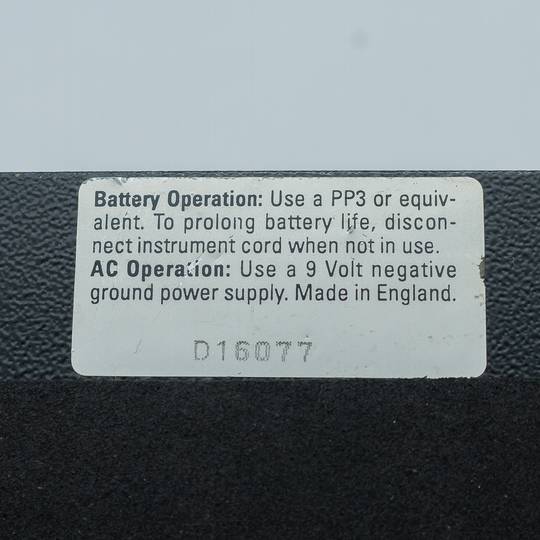 Battery Operation: Use a PP3 or equiv-
alent. To prolong battery life, discon-
nect instrument cord when not in use.
AC Operation: Use a 9 Volt negative
ground power supply. Made in England.
D16077